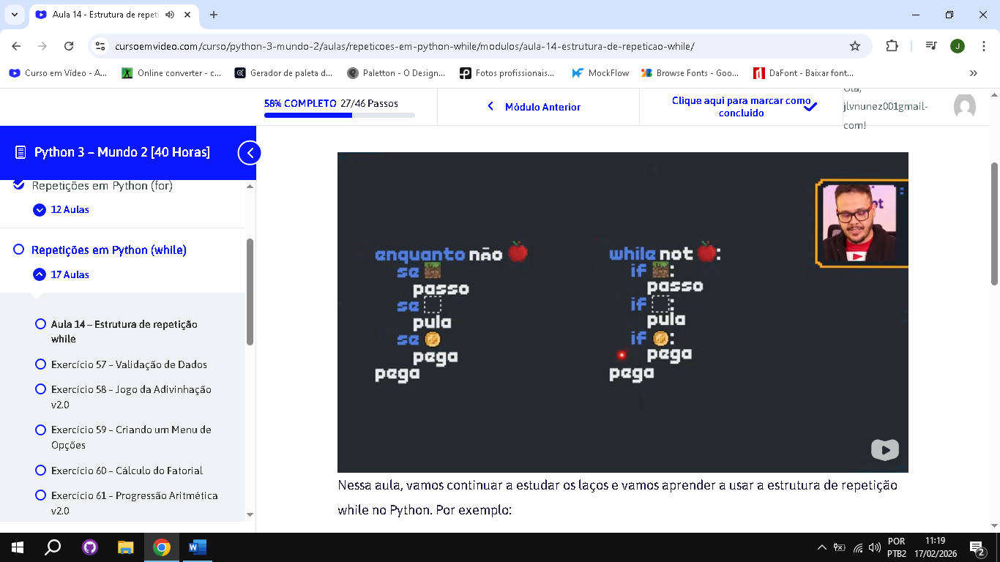 Aula 14 - Estrutura de repeti
cursoemvideo.com/curso/python-3-mundo-2/aulas/repeticoes-em-python-while/modulos/aula-14-estrutura-de-repeticao-while/
J
Curso em Vídeo - A...
Online converter - c...
Gerador de paleta d...
Paletton - O Design...
Fotos profissionais...
MockFlow
Browse Fonts - Goo...
DaFont - Baixar font...
58% COMPLETO 27/46 Passos
Módulo Anterior
Clique aqui para marcar como
concluido
Olá,
jlvnunez001gmail-
com!
Python 3 – Mundo 2 [40 Horas]
Repetições em Python (for)
12 Aulas
Repetições em Python (while)
17 Aulas
Aula 14 – Estrutura de repetição
while
Exercício 57 – Validação de Dados
Exercício 58 – Jogo da Adivinhação
v2.0
Exercício 59 – Criando um Menu de
Opções
Exercício 60 – Cálculo do Fatorial
Exercício 61 – Progressão Aritmética
v2.0
enquanto não
se
passo
se
pula
se
pega
pega
while not :
if :
passo
if :
pula
if :
pega
pega
Nessa aula, vamos continuar a estudar os laços e vamos aprender a usar a estrutura de repetição
while no Python. Por exemplo:
POR
PTB2
11:19
17/02/2026
2